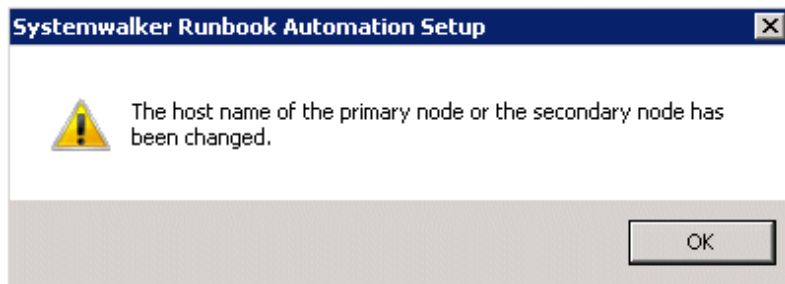 Systemwalker Runbook Automation Setup
The host name of the primary node or the secondary node has
been changed.
OK